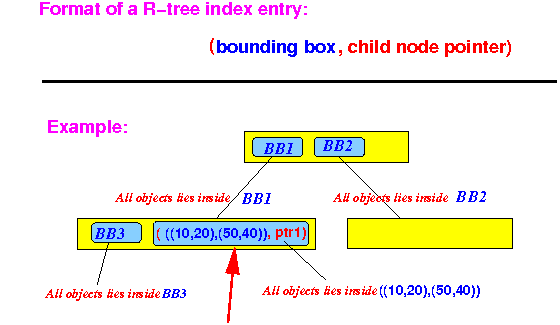 Format of a R-tree index entry:
(bounding box, child node pointer)
Example:
BB1 BB2
All objects lies inside BB1 All objects lies inside BB2
BB3 ( ((10,20),(50,40)), ptr1)
All objects lies inside BB3 All objects lies inside ((10,20),(50,40))